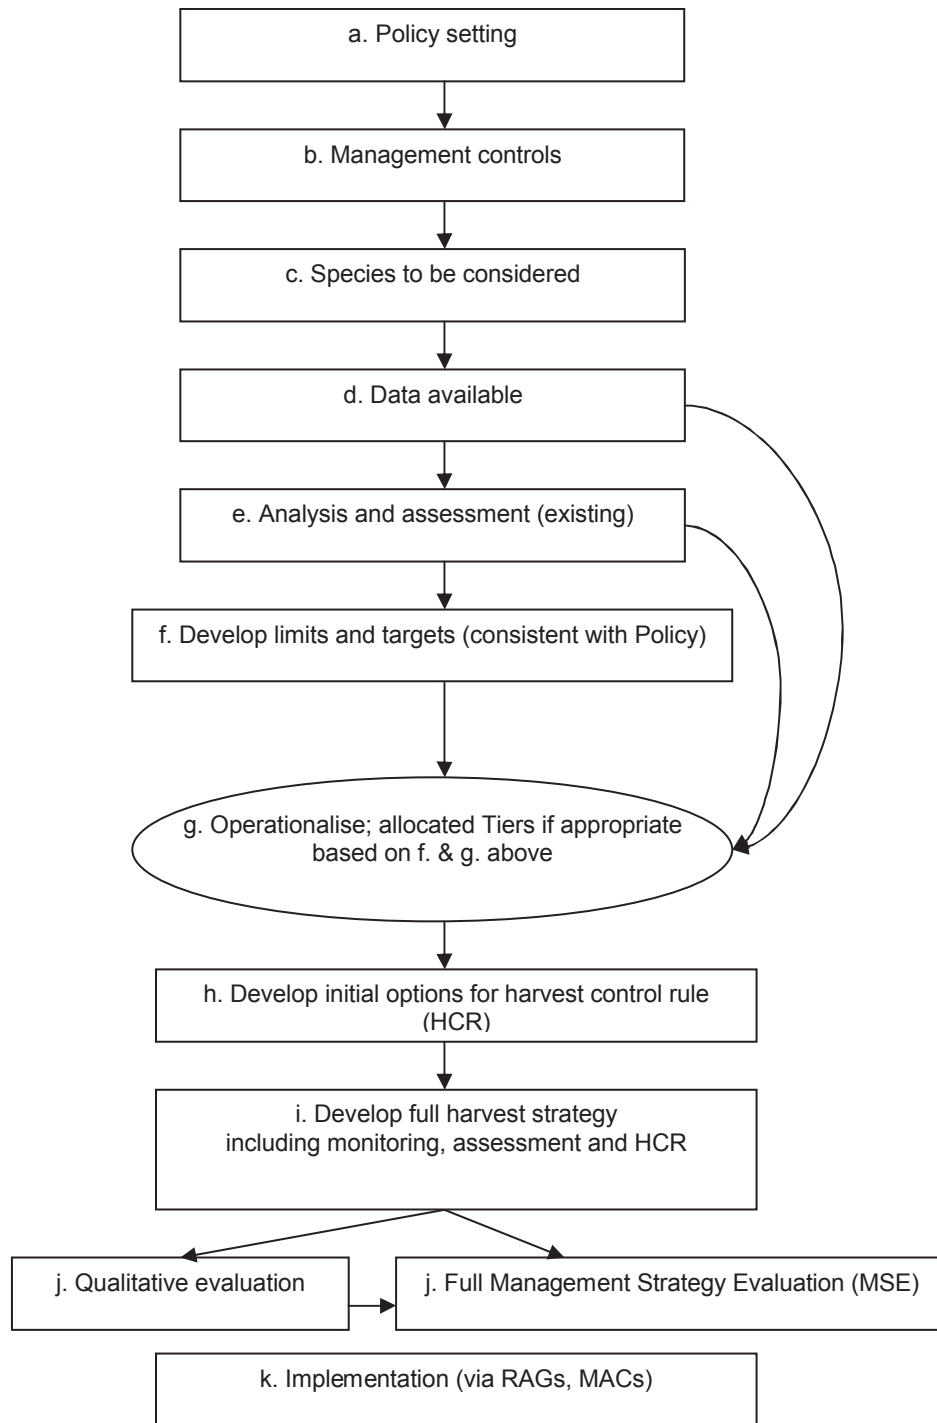 a. Policy setting
b. Management controls
c. Species to be considered
d. Data available
e. Analysis and assessment (existing)
f. Develop limits and targets (consistent with Policy)
g. Operationalise; allocated Tiers if appropriate
based on f. & g. above
h. Develop initial options for harvest control rule
(HCR)
i. Develop full harvest strategy
including monitoring, assessment and HCR
j. Qualitative evaluation
j. Full Management Strategy Evaluation (MSE)
k. Implementation (via RAGs, MACs)